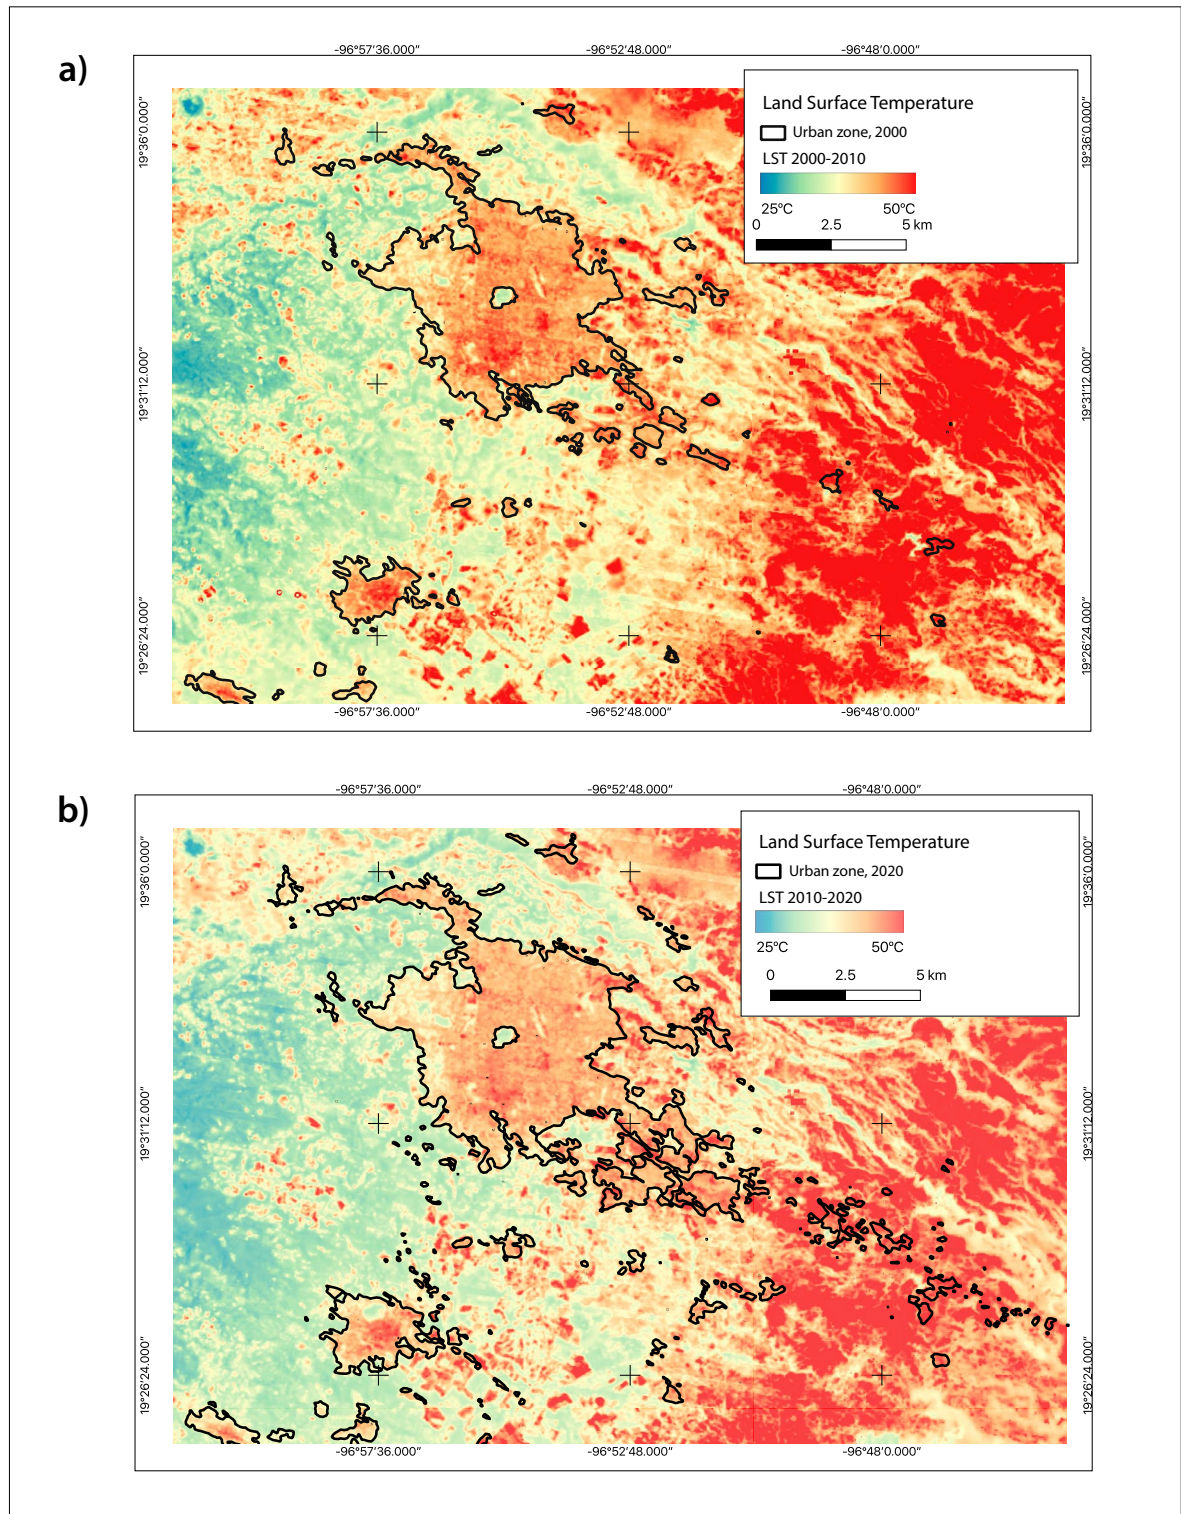 a)
-96°57′36.000″ -96°52′48.000″ -96°48′0.000″
19°36′0.000″
19°31′12.000″
19°26′24.000″
Land Surface Temperature
Urban zone, 2000
LST 2000-2010
25°C 50°C
0 2.5 5 km
19°36′0.000″
19°31′12.000″
19°26′24.000″
-96°57′36.000″ -96°52′48.000″ -96°48′0.000″
b)
-96°57′36.000″ -96°52′48.000″ -96°48′0.000″
19°36′0.000″
19°31′12.000″
19°26′24.000″
Land Surface Temperature
Urban zone, 2020
LST 2010-2020
25°C 50°C
0 2.5 5 km
19°36′0.000″
19°31′12.000″
19°26′24.000″
-96°57′36.000″ -96°52′48.000″ -96°48′0.000″